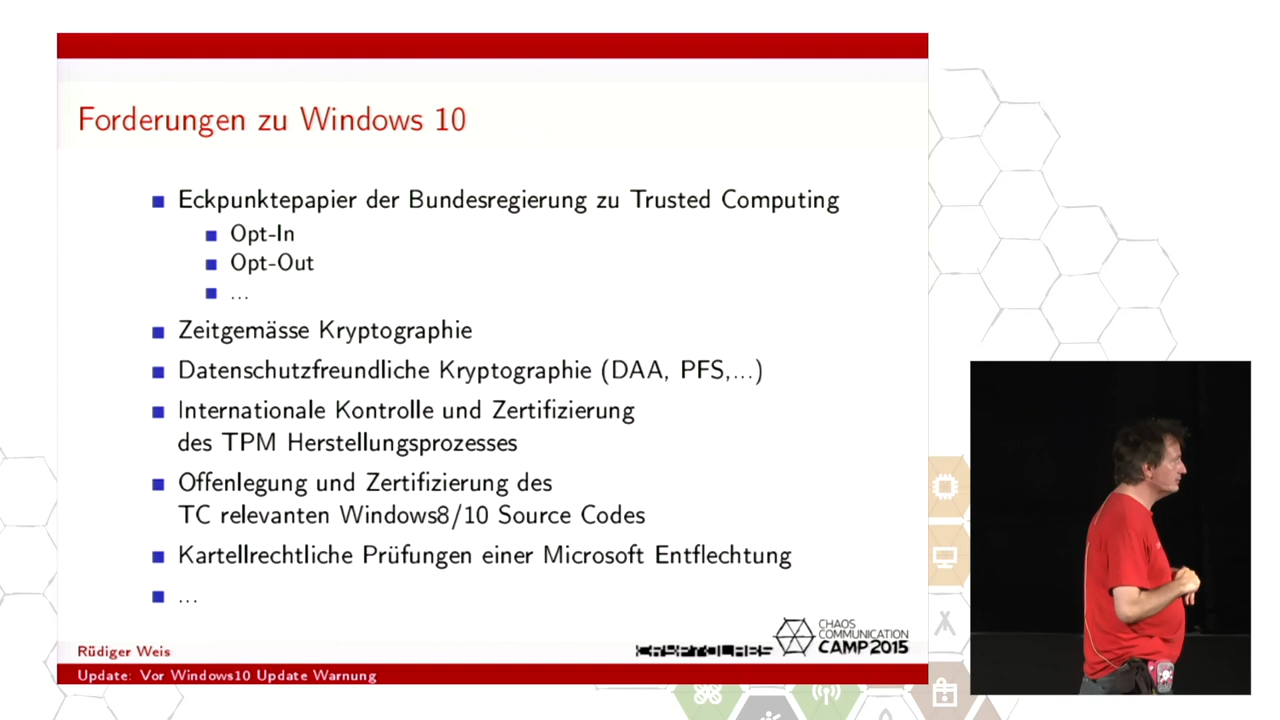 Forderungen zu Windows 10
Eckpunktepapier der Bundesregierung zu Trusted Computing
Opt-In
Opt-Out
...
Zeitgemässe Kryptographie
Datenschutzfreundliche Kryptographie (DAA, PFS,...)
Internationale Kontrolle und Zertifizierung
des TPM Herstellungsprozesses
Offenlegung und Zertifizierung des
TC relevanten Windows8/10 Source Codes
Kartellrechtliche Prüfungen einer Microsoft Entflechtung
...
CHAOS
COMMUNICATION
CAMP 2015
Rüdiger Weis
CRYPTOLABS
Update: Vor Windows10 Update Warnung